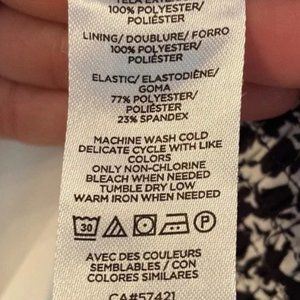 100% POLYESTER/
POLIÉSTER
LINING/ DOUBLURE/ FORRO
100% POLYESTER/
POLIÉSTER
ELASTIC/ ELASTODIÈNE/
GOMA
77% POLYESTER/
POLIÉSTER
23% SPANDEX
MACHINE WASH COLD
DELICATE CYCLE WITH LIKE
COLORS
ONLY NON-CHLORINE
BLEACH WHEN NEEDED
TUMBLE DRY LOW
WARM IRON WHEN NEEDED
30 P
AVEC DES COULEURS
SEMBLABLES / CON
COLORES SIMILARES
CA#57421